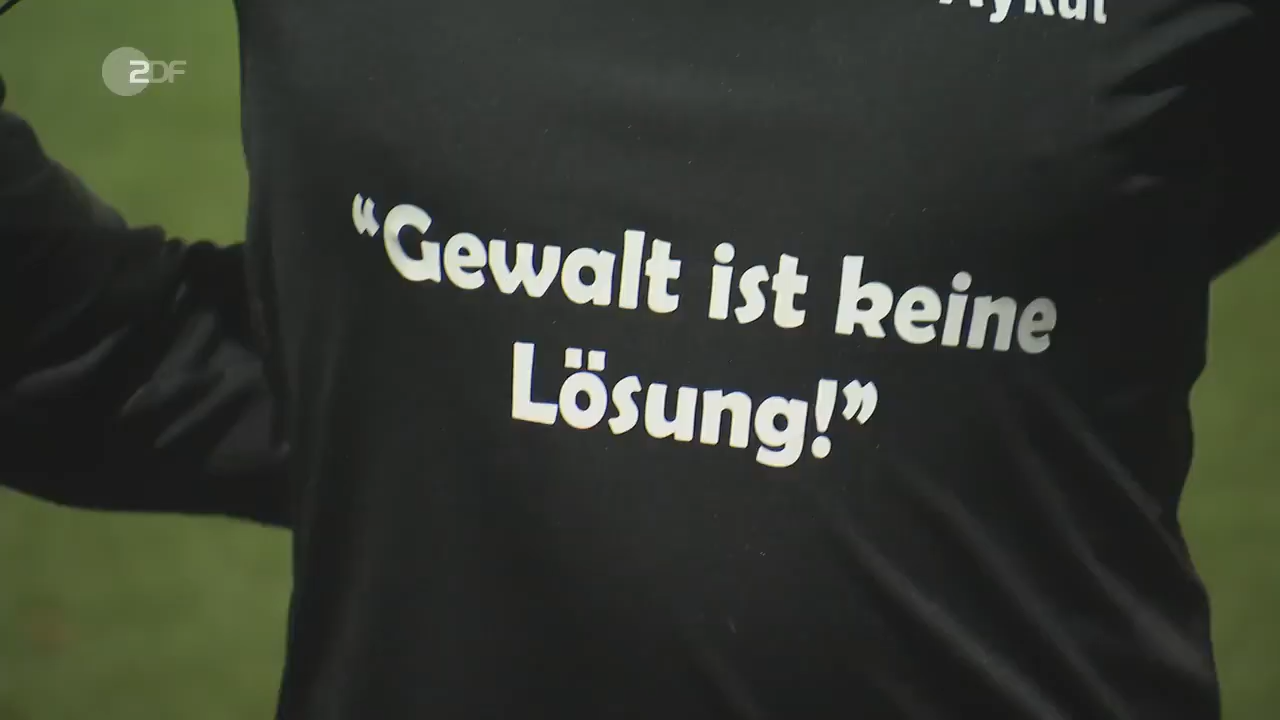 ZDF
“Gewalt ist keine
Lösung!”